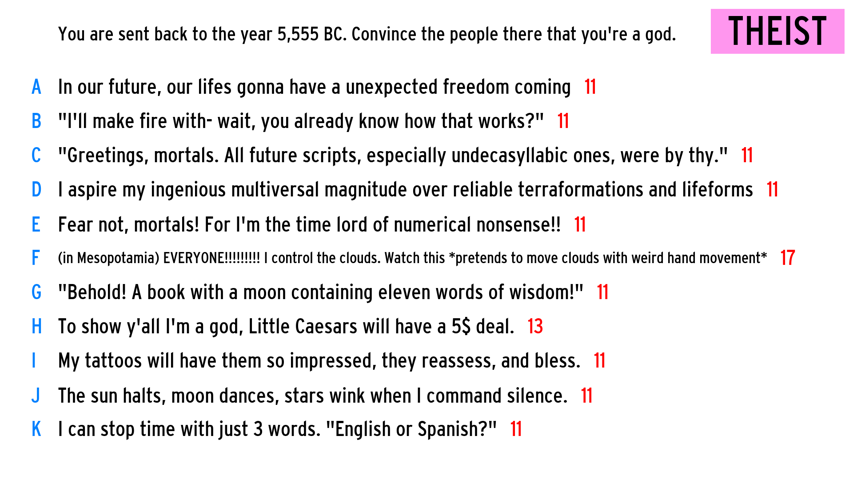 You are sent back to the year 5,555 BC. Convince the people there that you're a god.
THEIST
A In our future, our lifes gonna have a unexpected freedom coming 11
B "I'll make fire with- wait, you already know how that works?" 11
C "Greetings, mortals. All future scripts, especially undecasyllabic ones, were by thy." 11
D I aspire my ingenious multiversal magnitude over reliable terraformations and lifeforms 11
E Fear not, mortals! For I'm the time lord of numerical nonsense!! 11
F (in Mesopotamia) EVERYONE!!!!!!!!! I control the clouds. Watch this *pretends to move clouds with weird hand movement* 17
G "Behold! A book with a moon containing eleven words of wisdom!" 11
H To show y'all I'm a god, Little Caesars will have a 5$ deal. 13
I My tattoos will have them so impressed, they reassess, and bless. 11
J The sun halts, moon dances, stars wink when I command silence. 11
K I can stop time with just 3 words. "English or Spanish?" 11